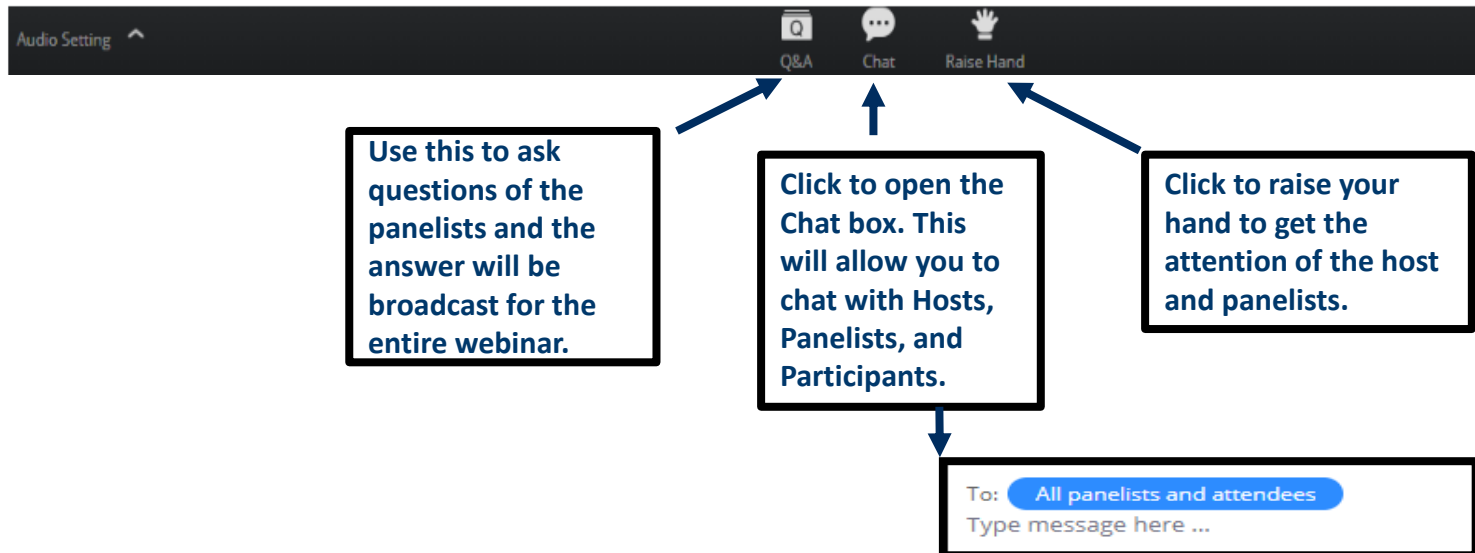 Audio Setting
Q
Q&A
Chat
Raise Hand
Use this to ask
questions of the
panelists and the
answer will be
broadcast for the
entire webinar.
Click to open the
Chat box. This
will allow you to
chat with Hosts,
Panelists, and
Participants.
Click to raise your
hand to get the
attention of the host
and panelists.
To: All panelists and attendees
Type message here ...